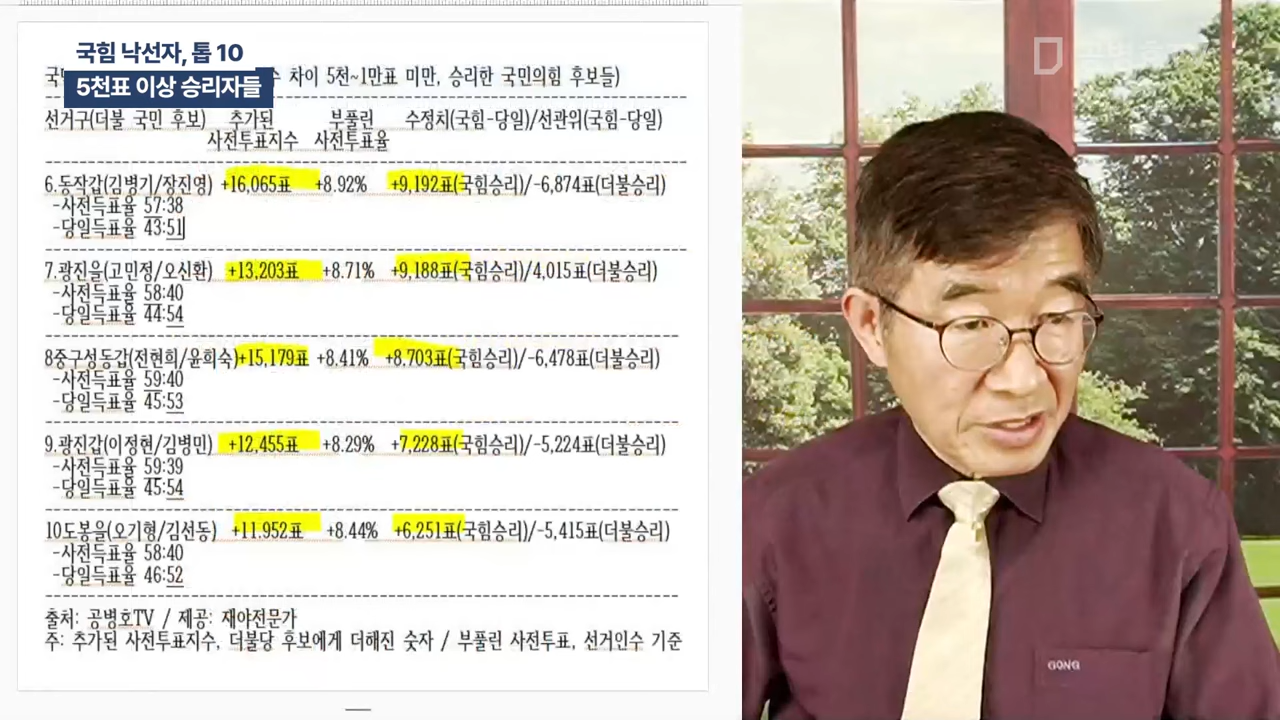 국힘 낙선자, 톱 10
5천표 이상 승리자들
차이 5천~1만표 미만, 승리한 국민의힘 후보들)
선거구(더불 국민 후보) 추가된 부풀린 수정치(국힘-당일)/선관위(국힘-당일)
사전투표지수 사전투표율
6.동작갑(김병기/장진영) +16,065표 +8.92% +9,192표(국힘승리)/-6,874표(더불승리)
-사전득표율 57:38
-당일득표율 43:51
7.광진을(고민정/오신환) +13,203표 +8.71% +9,188표(국힘승리)/4,015표(더불승리)
-사전득표율 58:40
-당일득표율 44:54
8중구성동갑(전현희/윤희숙)+15,179표 +8.41% +8.703표(국힘승리)/-6,478표(더불승리)
-사전득표율 59:40
-당일득표율 45:53
9.광진갑(이정현/김병민) +12,455표 +8.29% +7,228표(국힘승리)/-5,224표(더불승리)
-사전득표율 59:39
-당일득표율 45:54
10도봉을(오기형/김선동) +11.952표 +8.44% +6,251표(국힘승리)/-5,415표(더불승리)
-사전득표율 58:40
-당일득표율 46:52
출처: 공병호TV / 제공: 재야전문가
주: 추가된 사전투표지수, 더불당 후보에게 더해진 숫자 / 부풀린 사전투표, 선거인수 기준
GONG